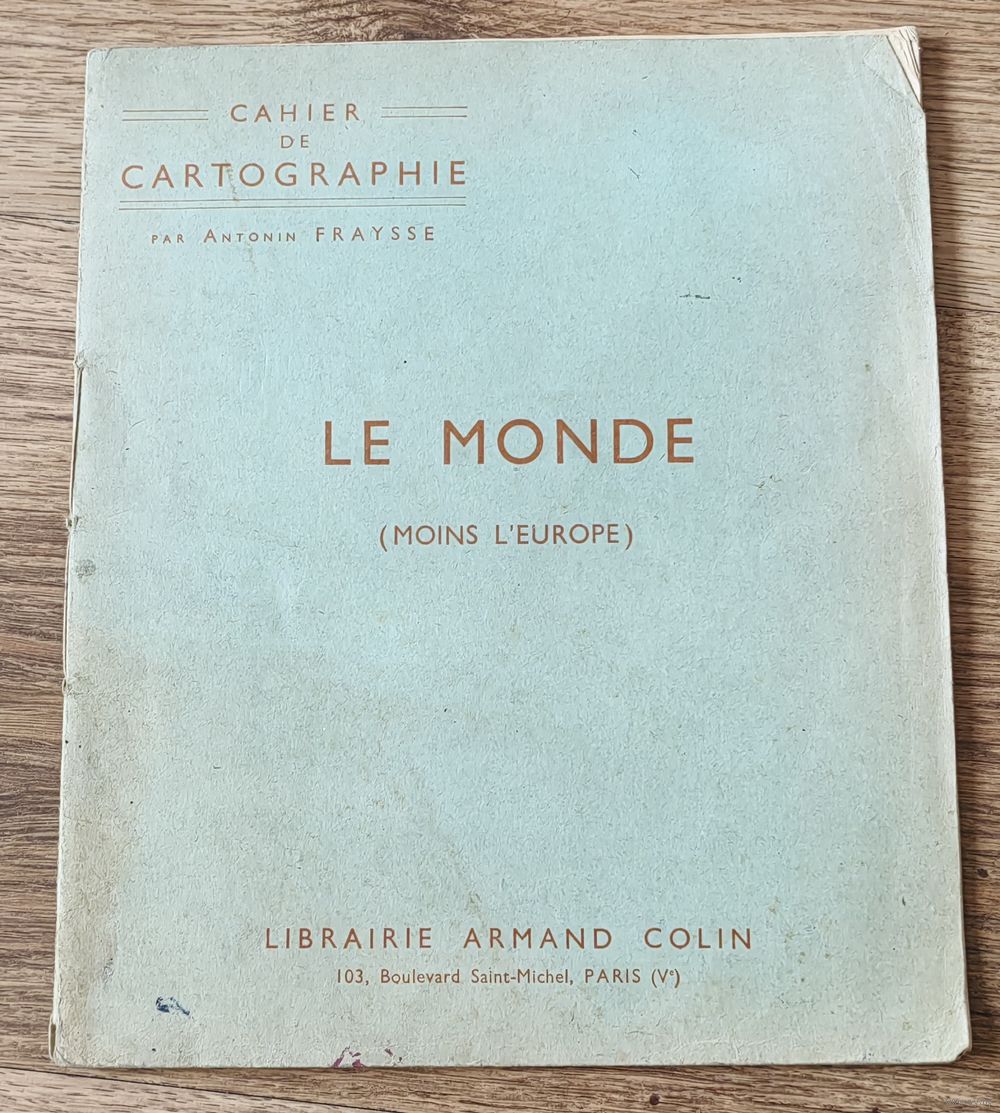 CAHIER
DE
CARTOGRAPHIE
PAR ANTONIN FRAYSSE
LE MONDE
(MOINS L'EUROPE)
LIBRAIRIE ARMAND COLIN
103, Boulevard Saint-Michel, PARIS (Vᵉ)